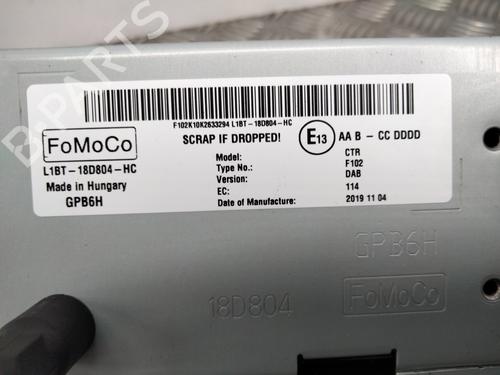 F102K10K2633294 L1BT-18D804-HC
FoMoCo
SCRAP IF DROPPED!
E13
AA B - CC DDDD
L1BT-18D804-HC
Made in Hungary
GPB6H
Model: CTR
Type No.: F102
Version: DAB
EC: 114
Date of Manufacture: 2019 11 04
GPB6H
18D804
FoMoCo
B-PARTS